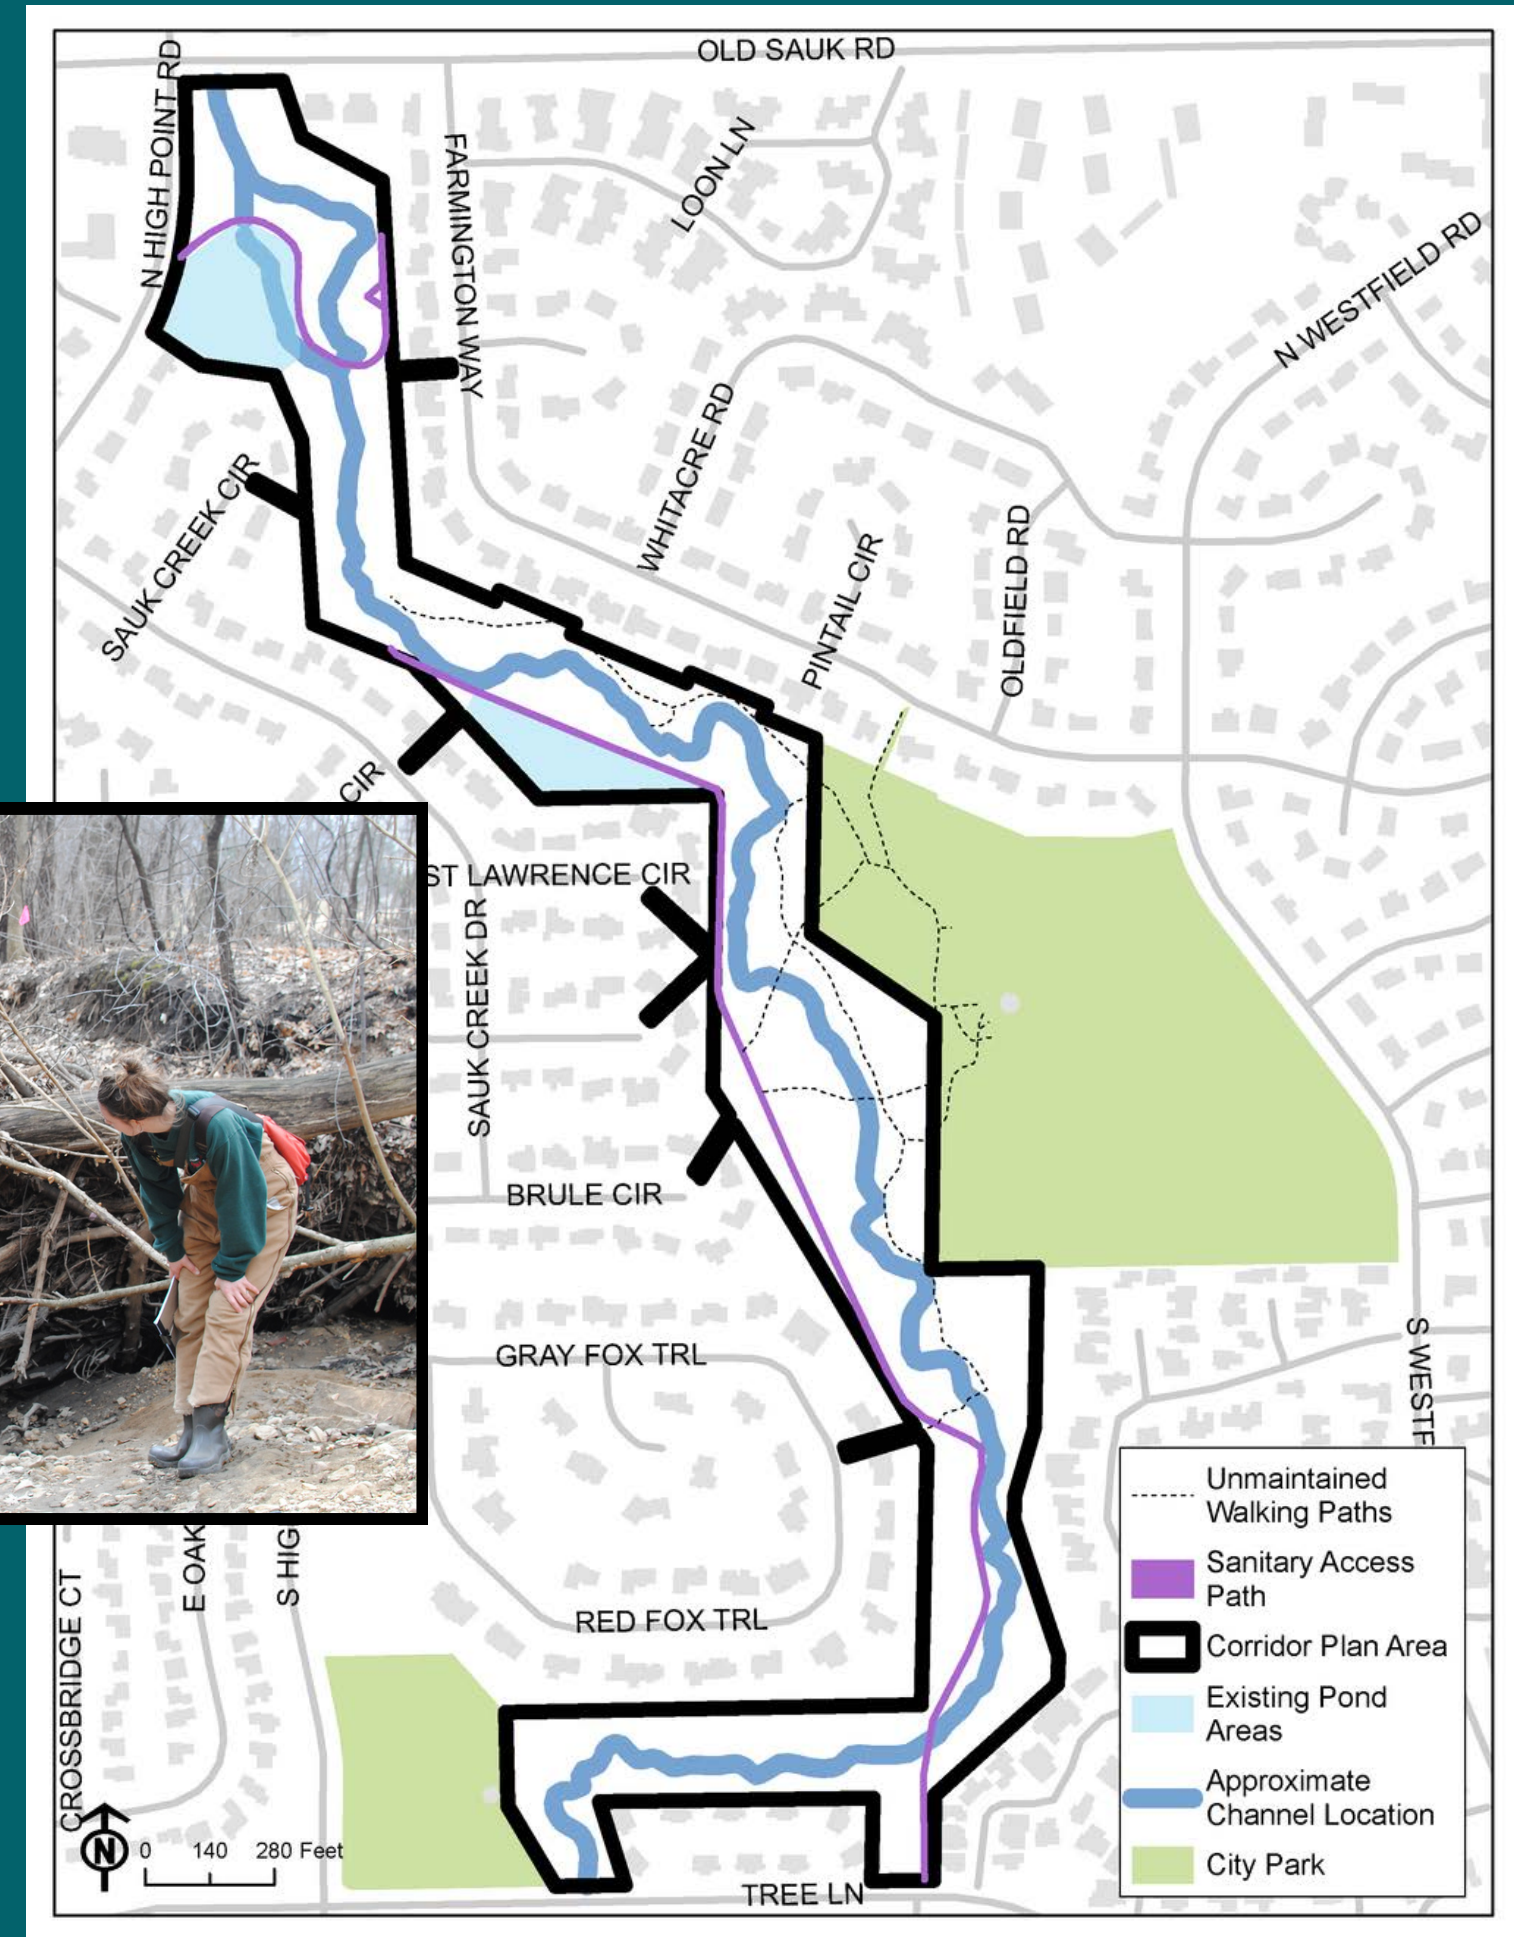 OLD SAUK RD
N HIGH POINT RD
FARMINGTON WAY
LOON LN
N WESTFIELD RD
WHITACRE RD
SAUK CREEK CIR
PINTAIL CIR
OLDFIELD RD
CIR
ST LAWRENCE CIR
SAUK CREEK DR
BRULE CIR
GRAY FOX TRL
S WESTF
RED FOX TRL
E OAK
S HIG
CROSSBRIDGE CT
TREE LN
N
0 140 280 Feet
Unmaintained
Walking Paths
Sanitary Access
Path
Corridor Plan Area
Existing Pond
Areas
Approximate
Channel Location
City Park